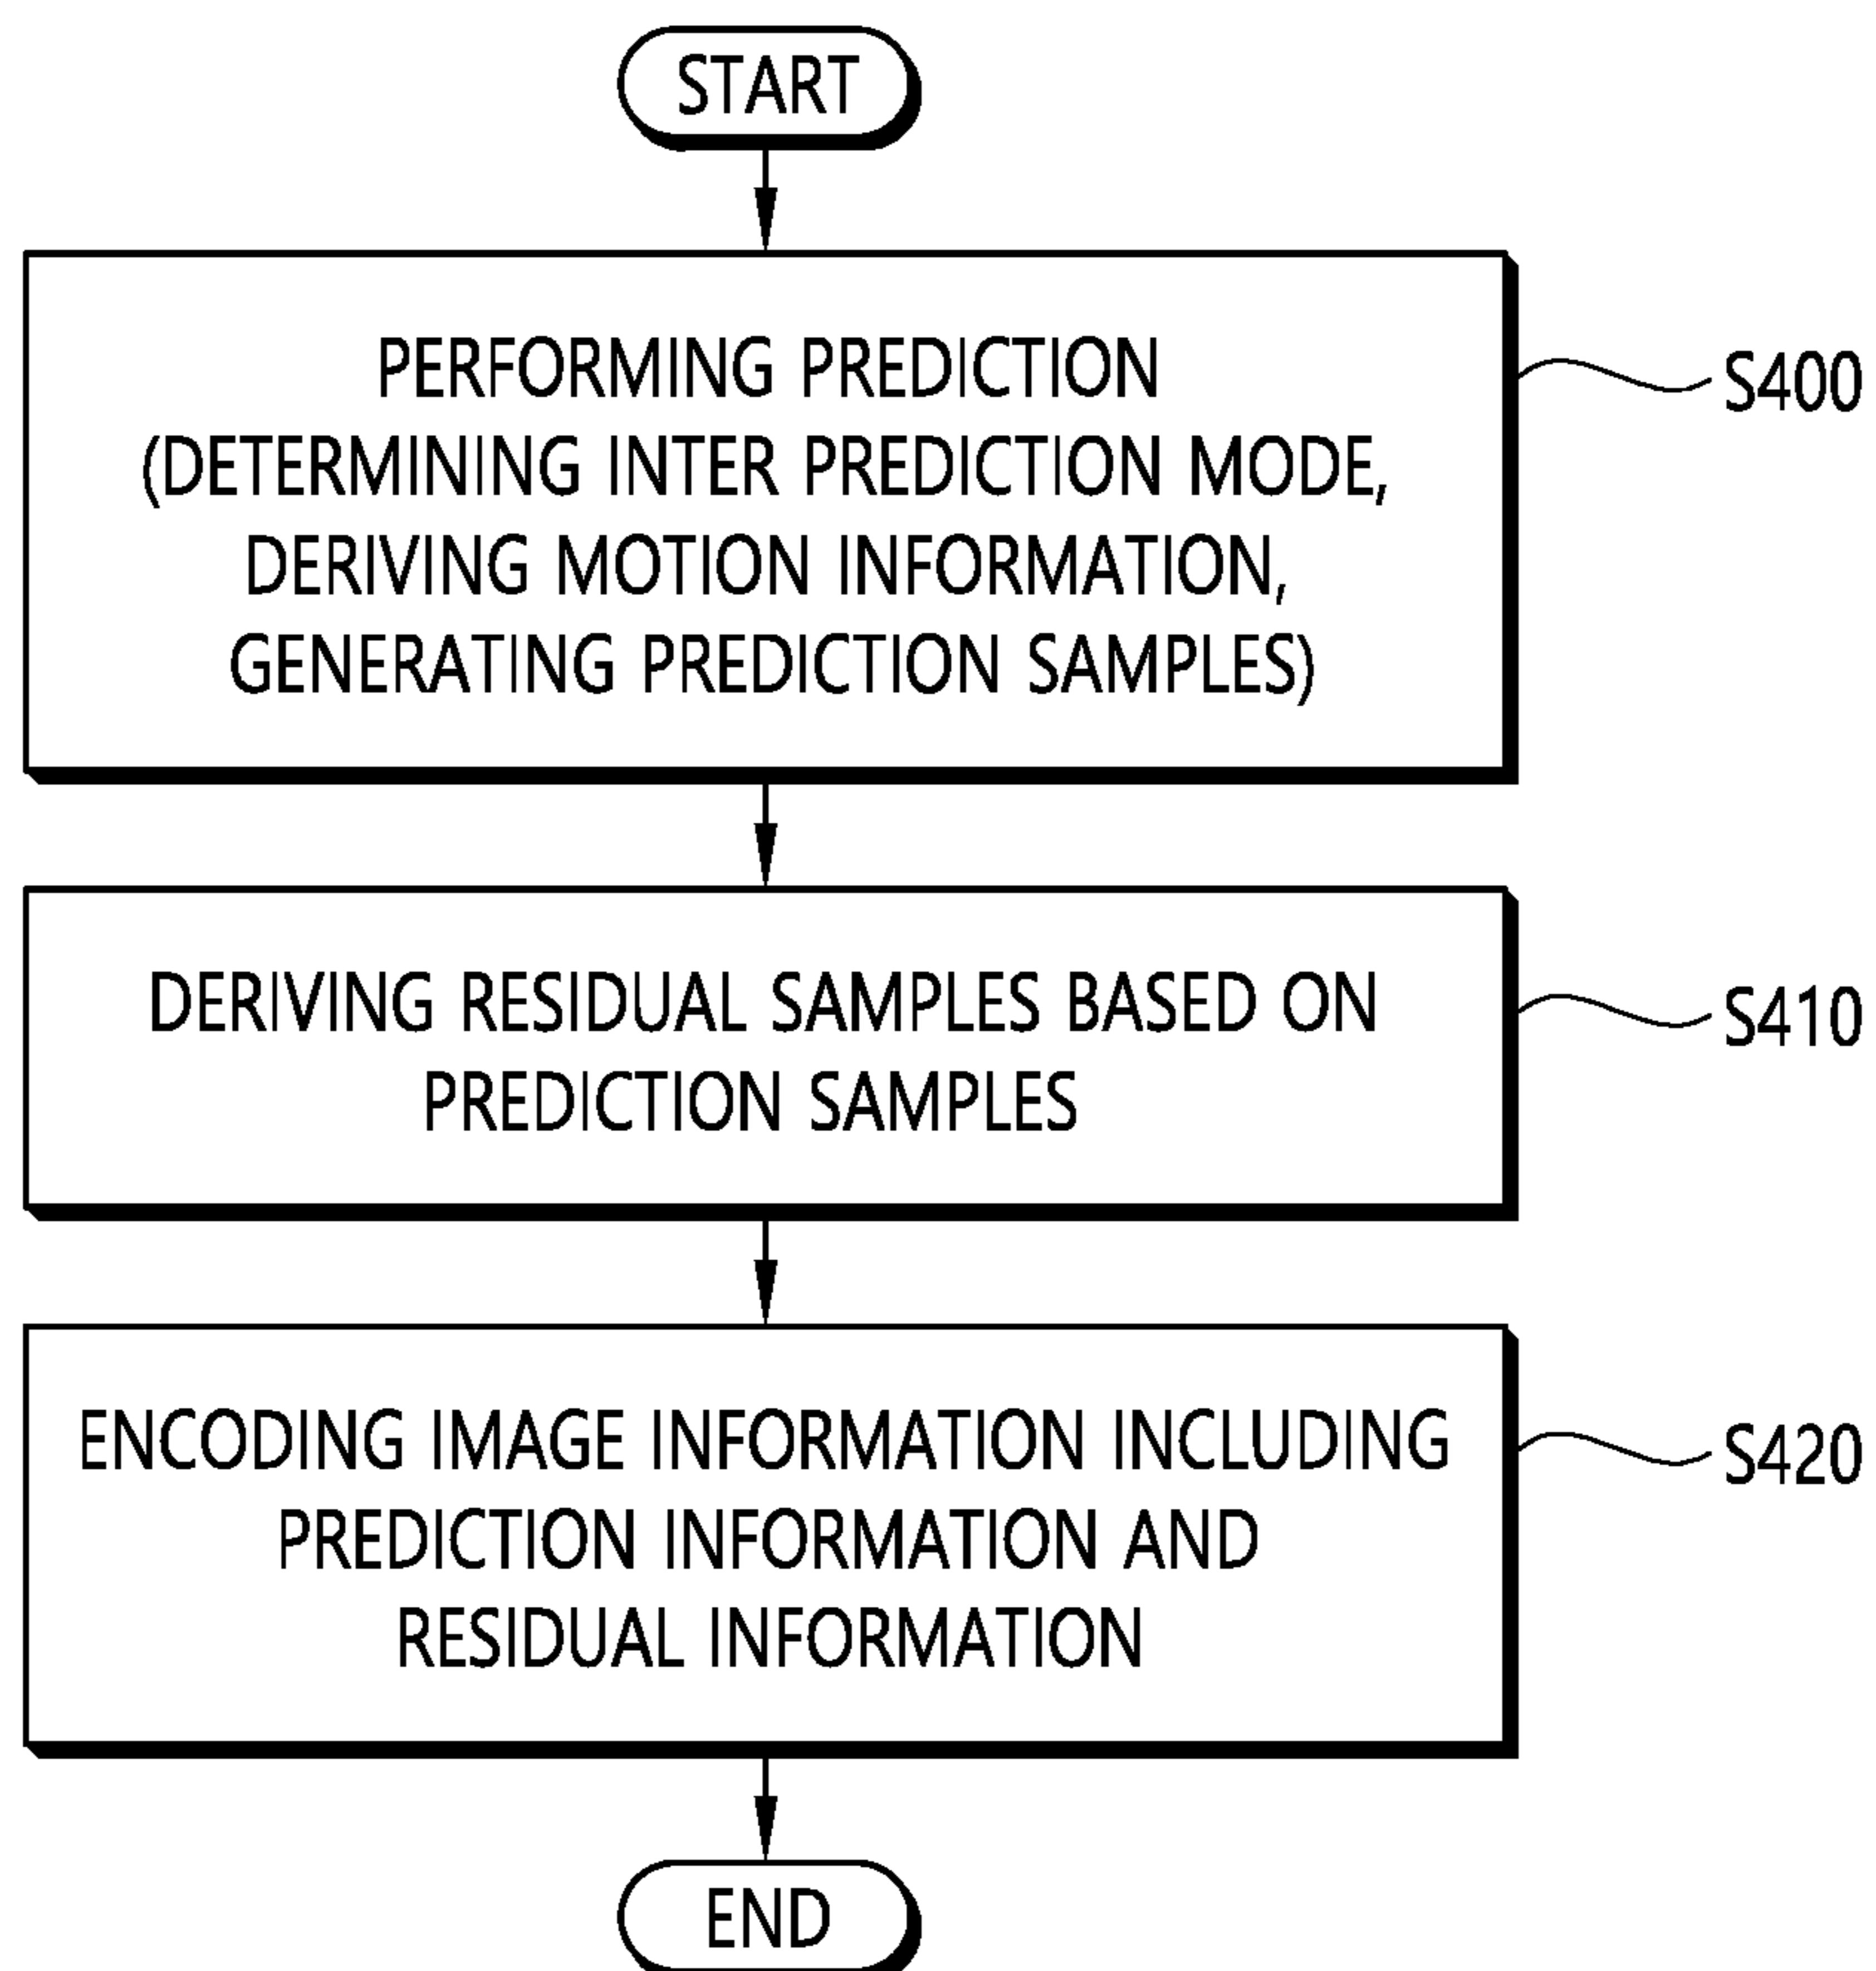 START
PERFORMING PREDICTION
(DETERMINING INTER PREDICTION MODE,
DERIVING MOTION INFORMATION,
GENERATING PREDICTION SAMPLES)
S400
DERIVING RESIDUAL SAMPLES BASED ON
PREDICTION SAMPLES
S410
ENCODING IMAGE INFORMATION INCLUDING
PREDICTION INFORMATION AND
RESIDUAL INFORMATION
S420
END